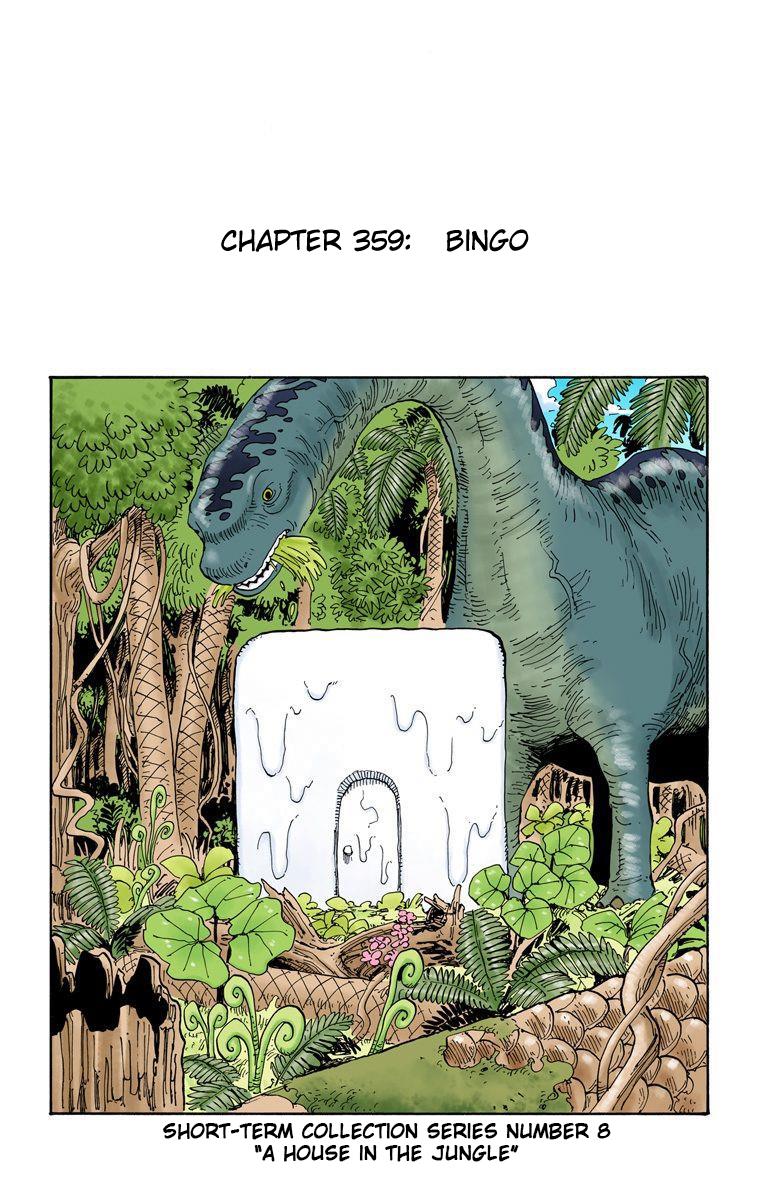 CHAPTER 359: BINGO
SHORT-TERM COLLECTION SERIES NUMBER 8
"A HOUSE IN THE JUNGLE"